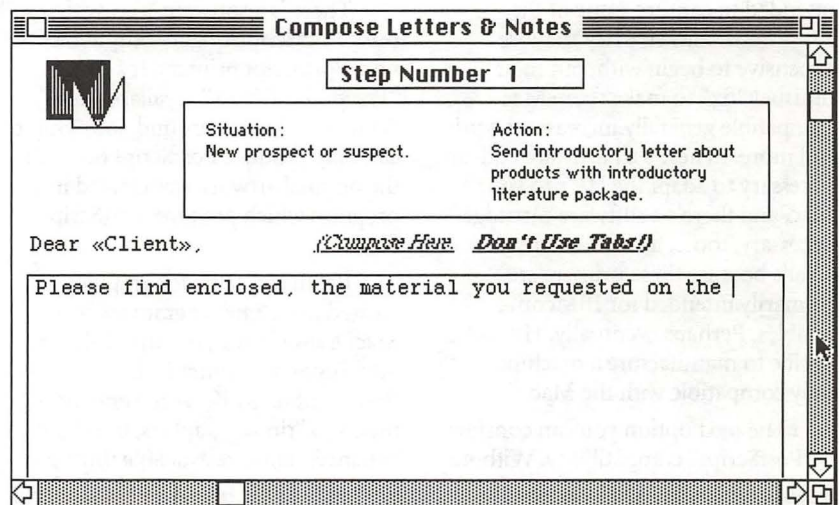 Compose Letters & Notes
Step Number 1
Situation:
New prospect or suspect.
Action:
Send introductory letter about
products with introductory
literature package.
Dear «Client»,
(Compose Here. Don't Use Tabs!)
Please find enclosed, the material you requested on the